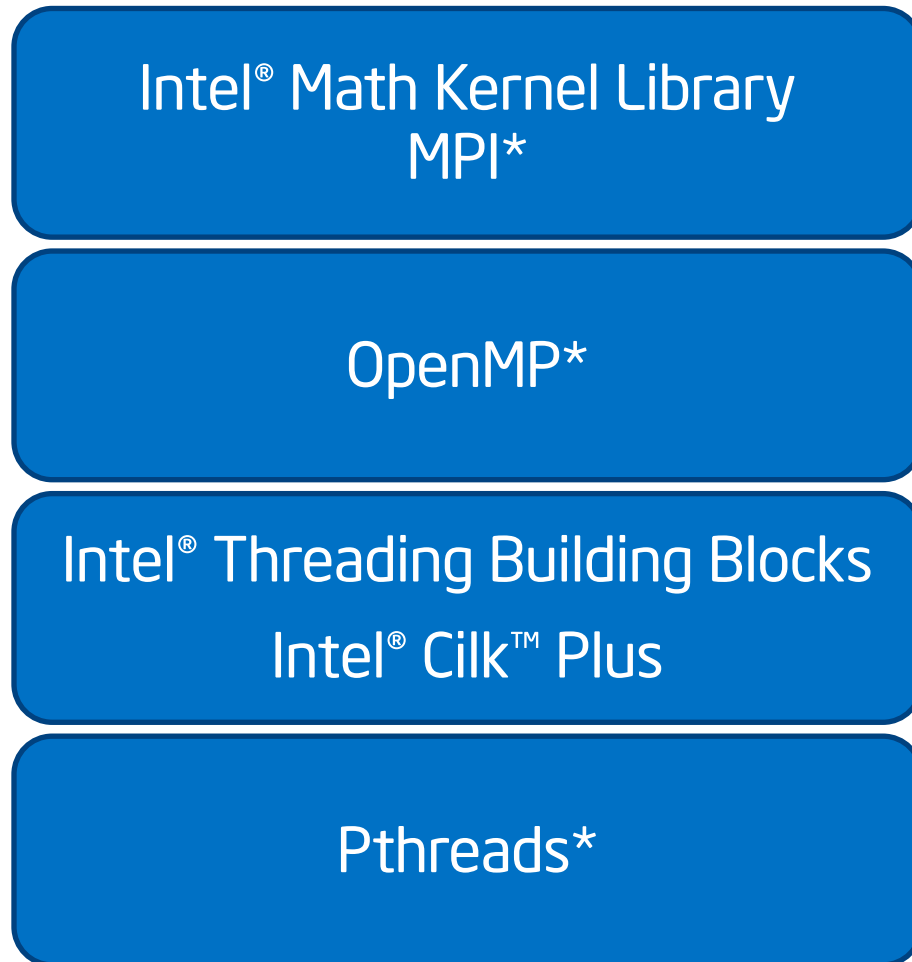 Intel® Math Kernel Library
MPI*
OpenMP*
Intel® Threading Building Blocks
Intel® Cilk™ Plus
Pthreads*